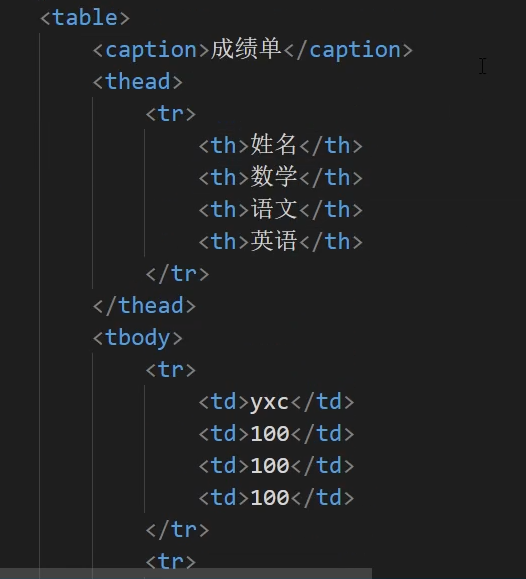 <table>
<caption>成绩单</caption>
<thead>
<tr>
<th>姓名</th>
<th>数学</th>
<th>语文</th>
<th>英语</th>
</tr>
</thead>
<tbody>
<tr>
<td>yxc</td>
<td>100</td>
<td>100</td>
<td>100</td>
</tr>
<tr>